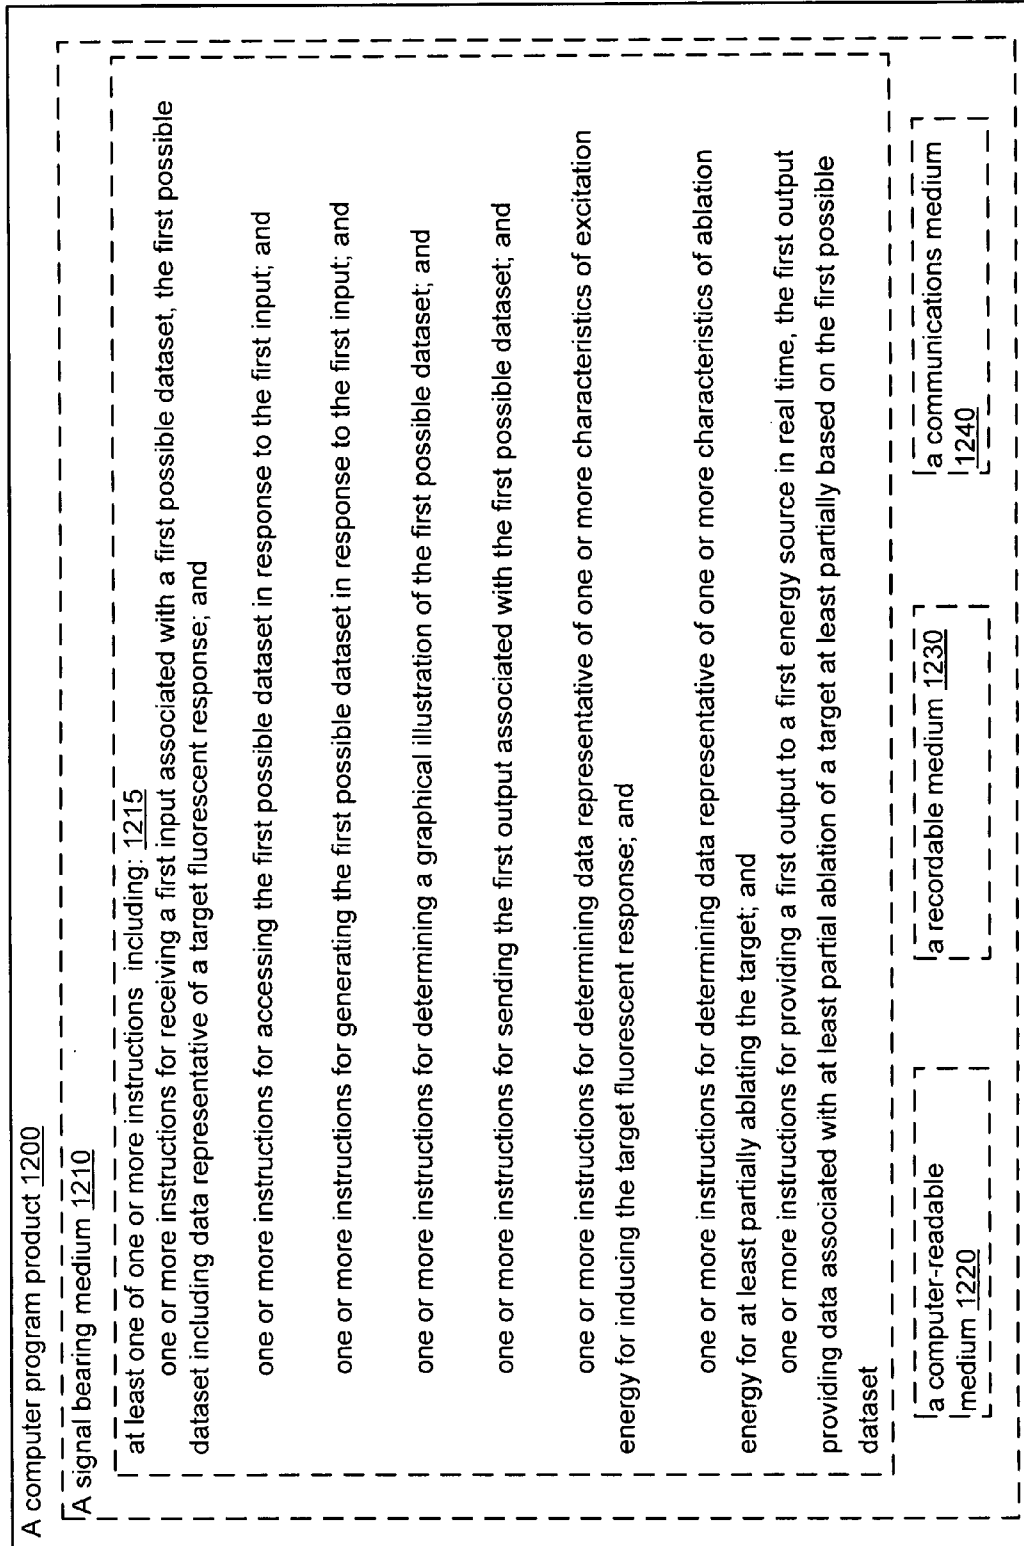 A computer program product 1200
A signal bearing medium 1210
at least one of one or more instructions including: 1215
one or more instructions for receiving a first input associated with a first possible dataset, the first possible
dataset including data representative of a target fluorescent response; and
one or more instructions for accessing the first possible dataset in response to the first input; and
one or more instructions for generating the first possible dataset in response to the first input; and
one or more instructions for determining a graphical illustration of the first possible dataset; and
one or more instructions for sending the first output associated with the first possible dataset; and
one or more instructions for determining data representative of one or more characteristics of excitation
energy for inducing the target fluorescent response; and
one or more instructions for determining data representative of one or more characteristics of ablation
energy for at least partially ablating the target; and
one or more instructions for providing a first output to a first energy source in real time, the first output
providing data associated with at least partial ablation of a target at least partially based on the first possible
dataset
a computer-readable
medium 1220
a recordable medium 1230
a communications medium
1240